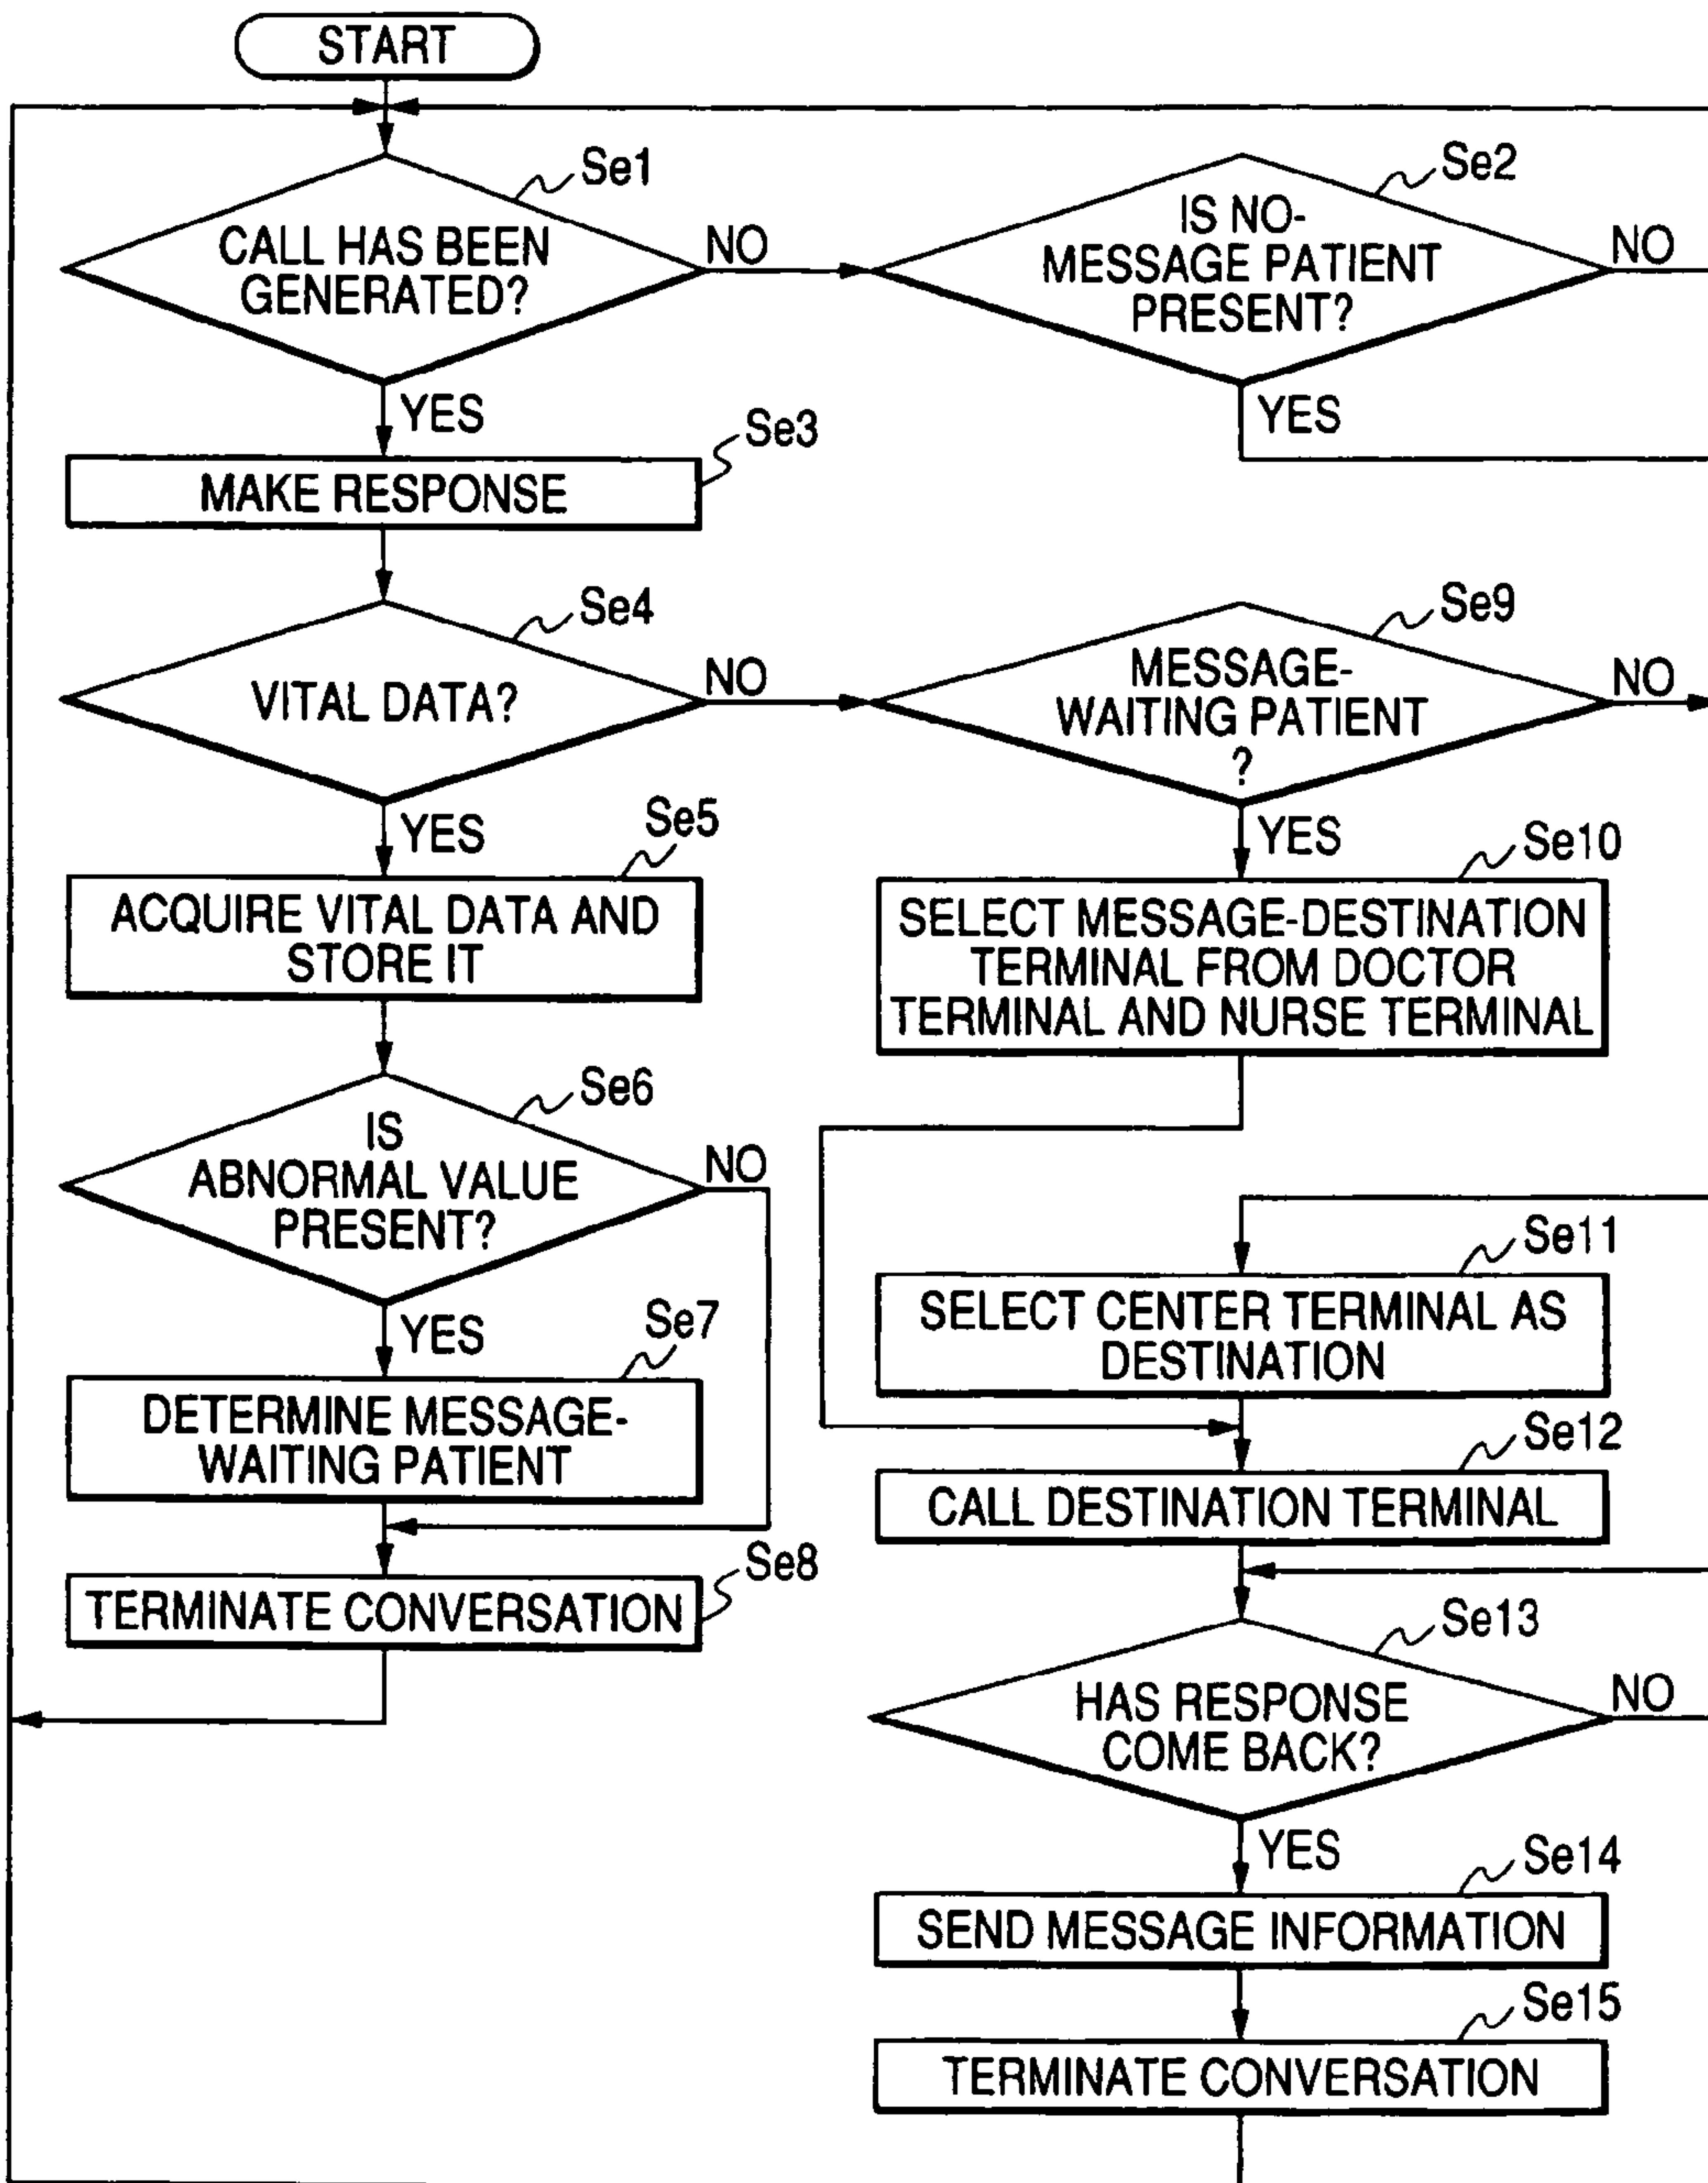 START
Se1
CALL HAS BEEN
GENERATED?
NO
YES
Se2
IS NO-
MESSAGE PATIENT
PRESENT?
NO
YES
Se3
MAKE RESPONSE
Se4
VITAL DATA?
NO
YES
Se9
MESSAGE-
WAITING PATIENT
?
NO
YES
Se5
ACQUIRE VITAL DATA AND
STORE IT
Se10
SELECT MESSAGE-DESTINATION
TERMINAL FROM DOCTOR
TERMINAL AND NURSE TERMINAL
Se6
IS
ABNORMAL VALUE
PRESENT?
NO
YES
Se11
SELECT CENTER TERMINAL AS
DESTINATION
Se7
DETERMINE MESSAGE-
WAITING PATIENT
Se12
CALL DESTINATION TERMINAL
Se8
TERMINATE CONVERSATION
Se13
HAS RESPONSE
COME BACK?
NO
YES
Se14
SEND MESSAGE INFORMATION
Se15
TERMINATE CONVERSATION